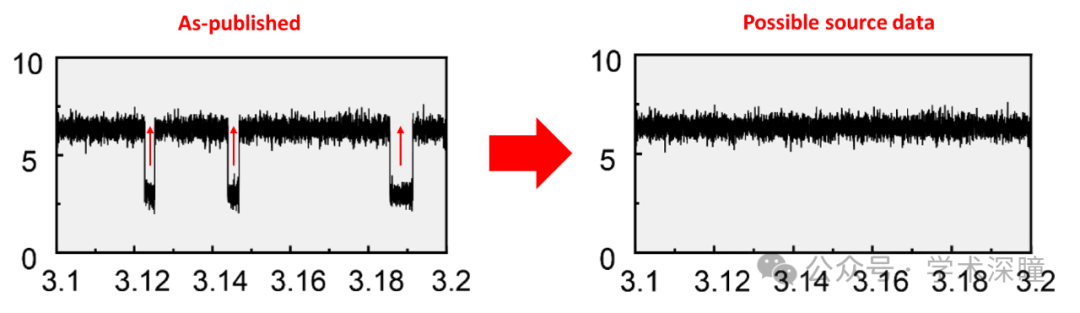 As-published
Possible source data
10
5
0
3.1 3.12 3.14 3.16 3.18 3.2
10
5
0
3.1 3.12 3.14 3.16 3.18 3.2
公众号 · 学术深瞳